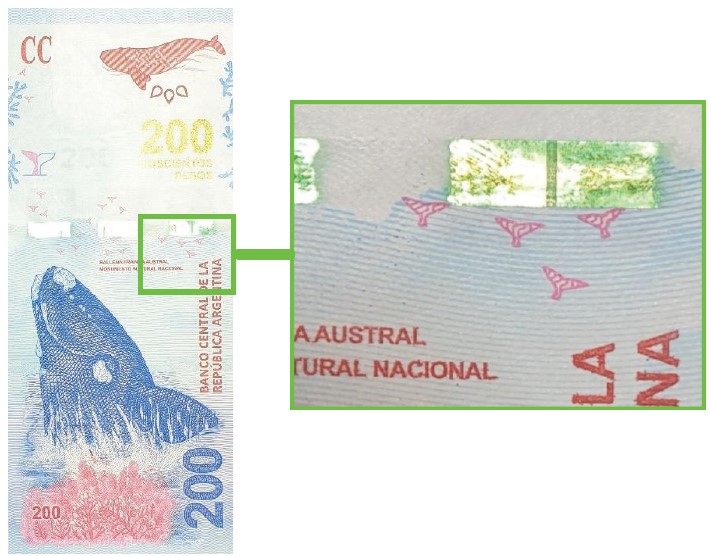 CC
200
DOSCIENTOS
PESOS
200
BALLENA FRANCA AUSTRAL
MONUMENTO NATURAL NACIONAL
BANCO CENTRAL DE LA
REPÚBLICA ARGENTINA
200
200
A AUSTRAL
TURAL NACIONAL
LA
NA